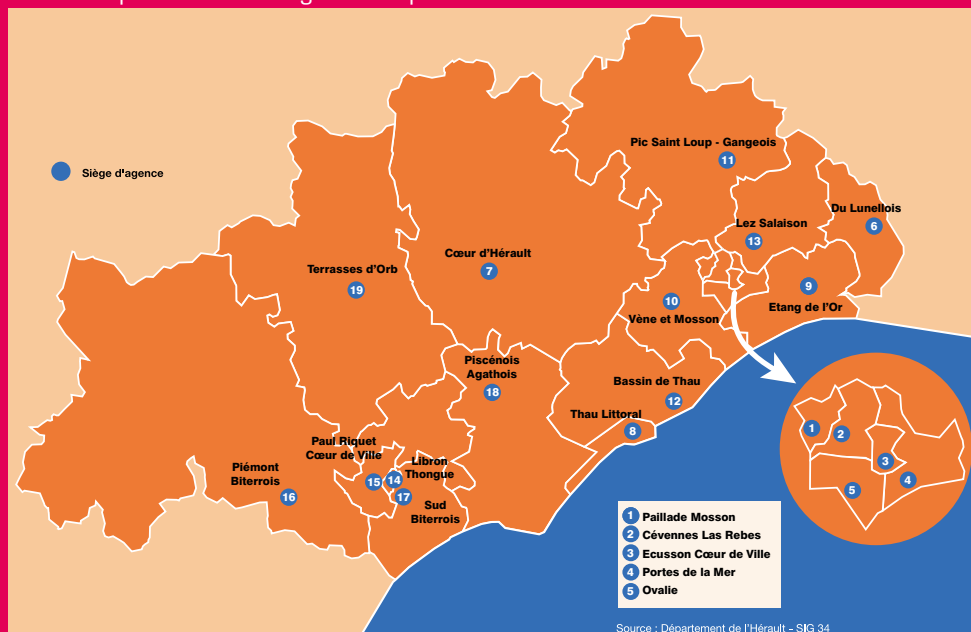 Siège d'agence
Pic Saint Loup - Gangeois
11
Du Lunellois
6
Lez Salaison
13
Cœur d'Hérault
7
Terrasses d'Orb
19
9
Etang de l'Or
10
Vène et Mosson
Piscénois
Agathois
18
Bassin de Thau
12
Thau Littoral
8
Paul Riquet
Cœur de Ville
Libron
Thongue
15
14
17
Piémont
Biterrois
16
Sud
Biterrois
1
2
3
4
5
1 Paillade Mosson
2 Cévennes Las Rebes
3 Ecusson Cœur de Ville
4 Portes de la Mer
5 Ovalie
Source : Département de l'Hérault - SIG 34